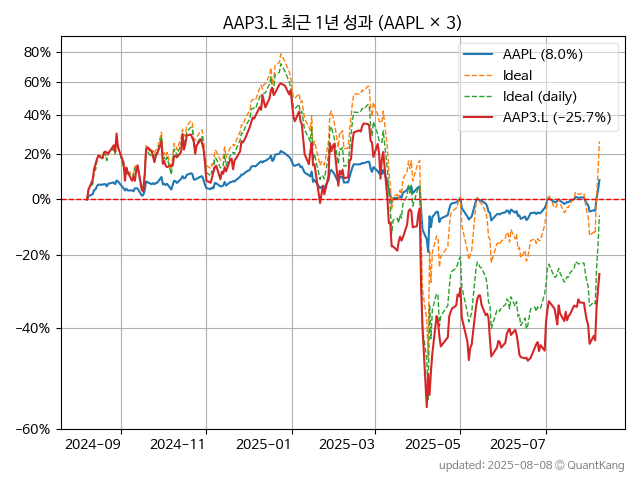 AAP3.L 최근 1년 성과 (AAPL × 3)
80%
60%
40%
20%
0%
−20%
−40%
−60%
AAPL (8.0%)
Ideal
Ideal (daily)
AAP3.L (−25.7%)
2024-09
2024-11
2025-01
2025-03
2025-05
2025-07
updated: 2025-08-08 © QuantKang